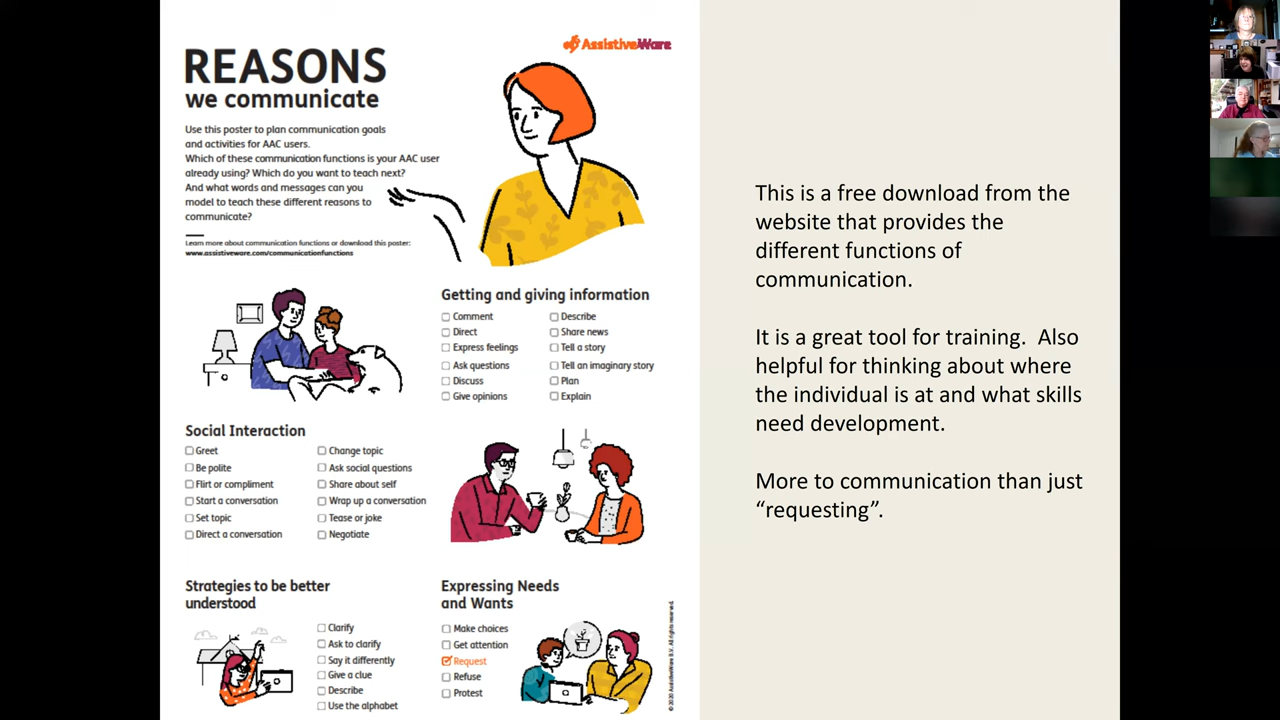 AssistiveWare
REASONS
we communicate
Use this poster to plan communication goals
and activities for AAC users.
Which of these communication functions is your AAC user
already using? Which do you want to teach next?
And what words and messages can you
model to teach these different reasons to
communicate?
Learn more about communication functions or download this poster:
www.assistiveware.com/communicationfunctions
Getting and giving information
Comment
Direct
Express feelings
Ask questions
Discuss
Give opinions
Describe
Share news
Tell a story
Tell an imaginary story
Plan
Explain
Social Interaction
Greet
Be polite
Flirt or compliment
Start a conversation
Set topic
Direct a conversation
Change topic
Ask social questions
Share about self
Wrap up a conversation
Tease or joke
Negotiate
Strategies to be better
understood
Clarify
Ask to clarify
Say it differently
Give a clue
Describe
Use the alphabet
Expressing Needs
and Wants
Make choices
Get attention
Request
Refuse
Protest
© 2020 AssistiveWare B.V. All rights reserved.
This is a free download from the
website that provides the
different functions of
communication.
It is a great tool for training. Also
helpful for thinking about where
the individual is at and what skills
need development.
More to communication than just
“requesting”.